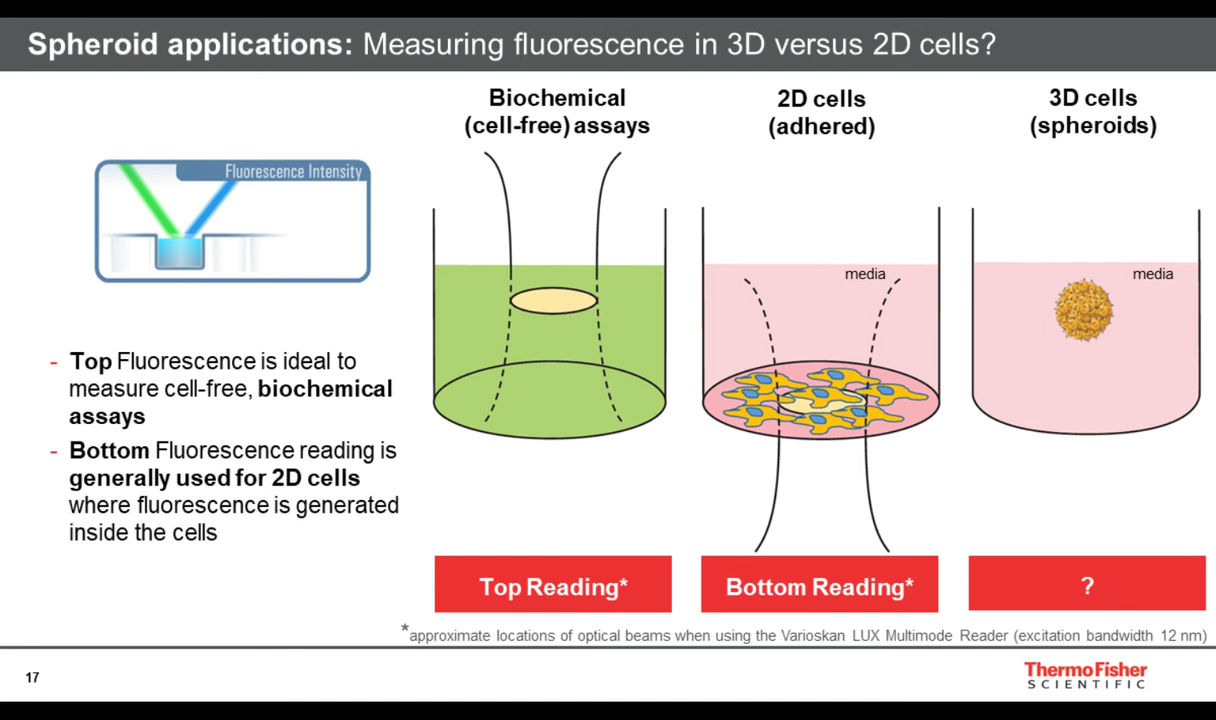 Spheroid applications: Measuring fluorescence in 3D versus 2D cells?
Fluorescence Intensity
- Top Fluorescence is ideal to
measure cell-free, biochemical
assays
- Bottom Fluorescence reading is
generally used for 2D cells
where fluorescence is generated
inside the cells
Biochemical
(cell-free) assays
Top Reading*
2D cells
(adhered)
media
Bottom Reading*
3D cells
(spheroids)
media
?
*approximate locations of optical beams when using the Varioskan LUX Multimode Reader (excitation bandwidth 12 nm)
17
ThermoFisher
SCIENTIFIC